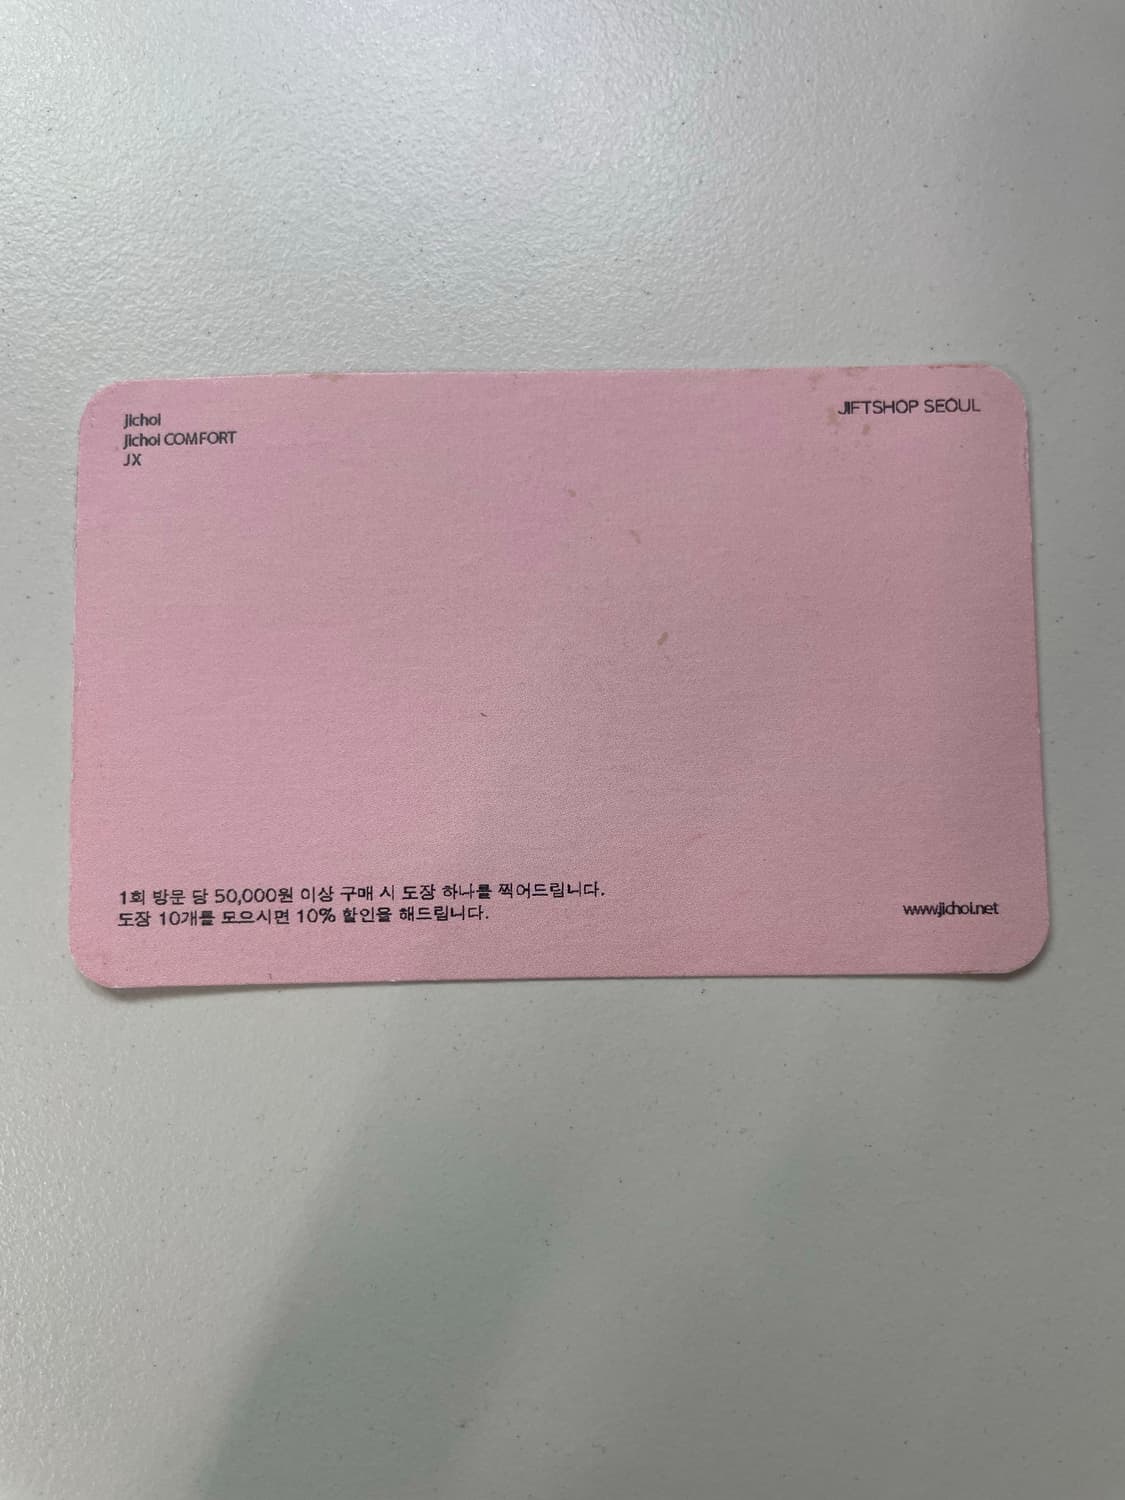 jichoi
jichoi COMFORT
JX
JIFTSHOP SEOUL
1회 방문 당 50,000원 이상 구매 시 도장 하나를 찍어드립니다.
도장 10개를 모으시면 10% 할인을 해드립니다.
www.jichoi.net